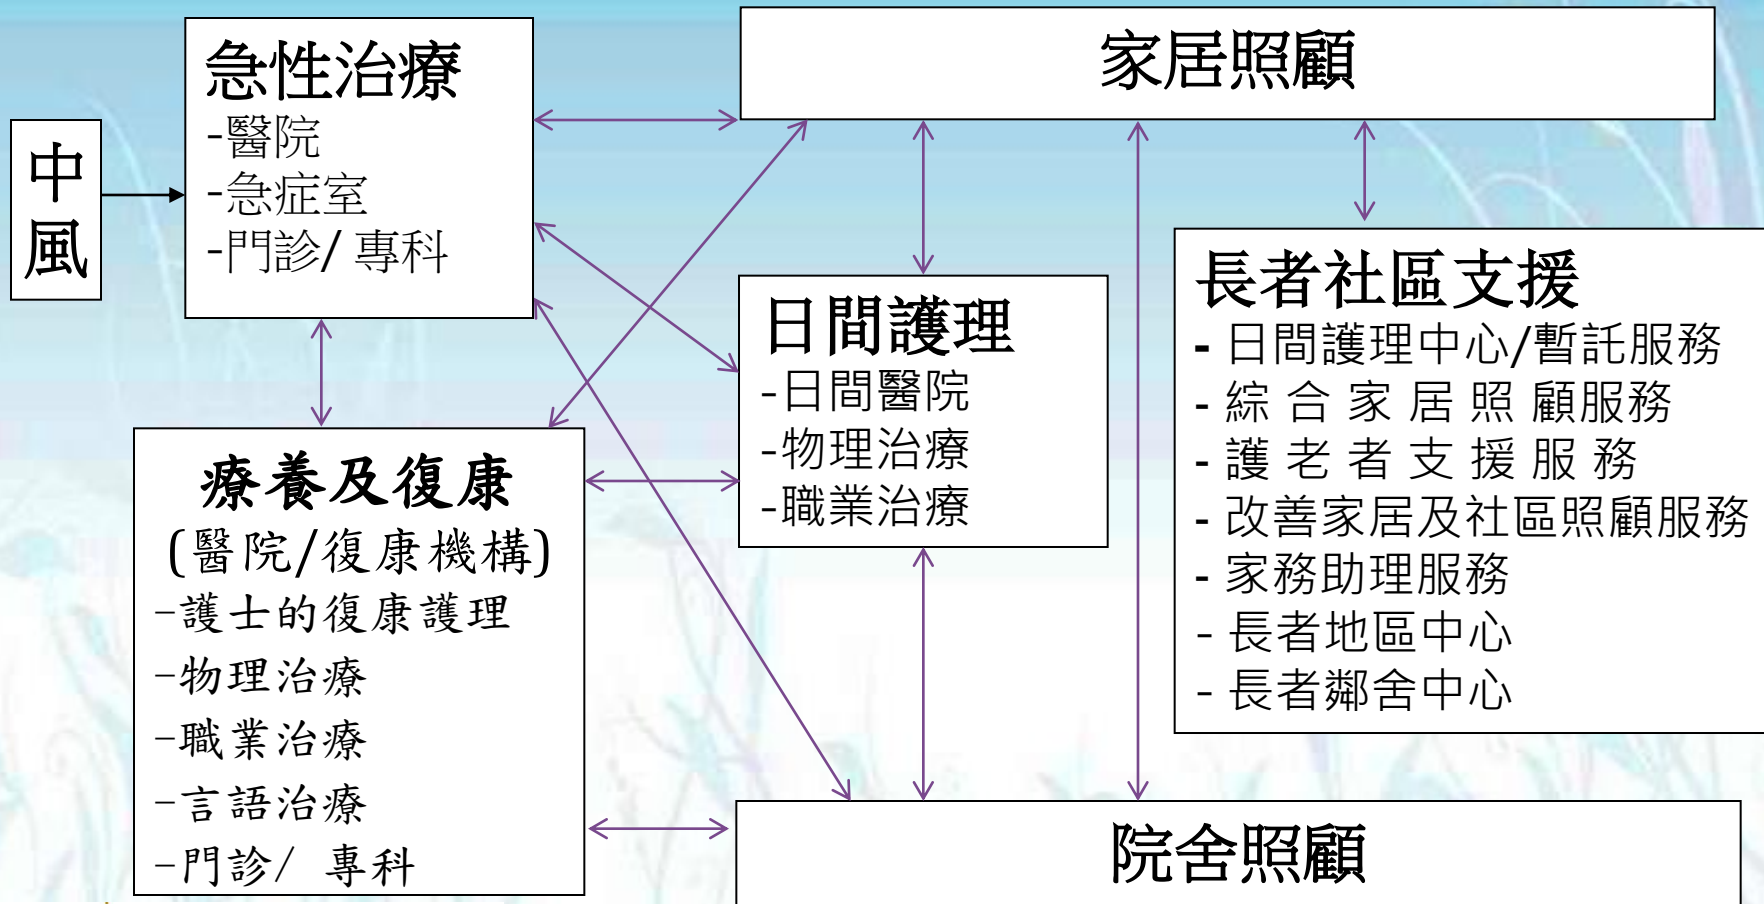 中
風
急性治療
-醫院
-急症室
-門診/ 專科
家居照顧
療養及復康
(醫院/復康機構)
-護士的復康護理
-物理治療
-職業治療
-言語治療
-門診/ 專科
日間護理
-日間醫院
-物理治療
-職業治療
長者社區支援
- 日間護理中心/暫託服務
- 綜 合 家 居 照 顧服務
- 護 老 者 支 援 服 務
- 改善家居及社區照顧服務
- 家務助理服務
- 長者地區中心
- 長者鄰舍中心
院舍照顧